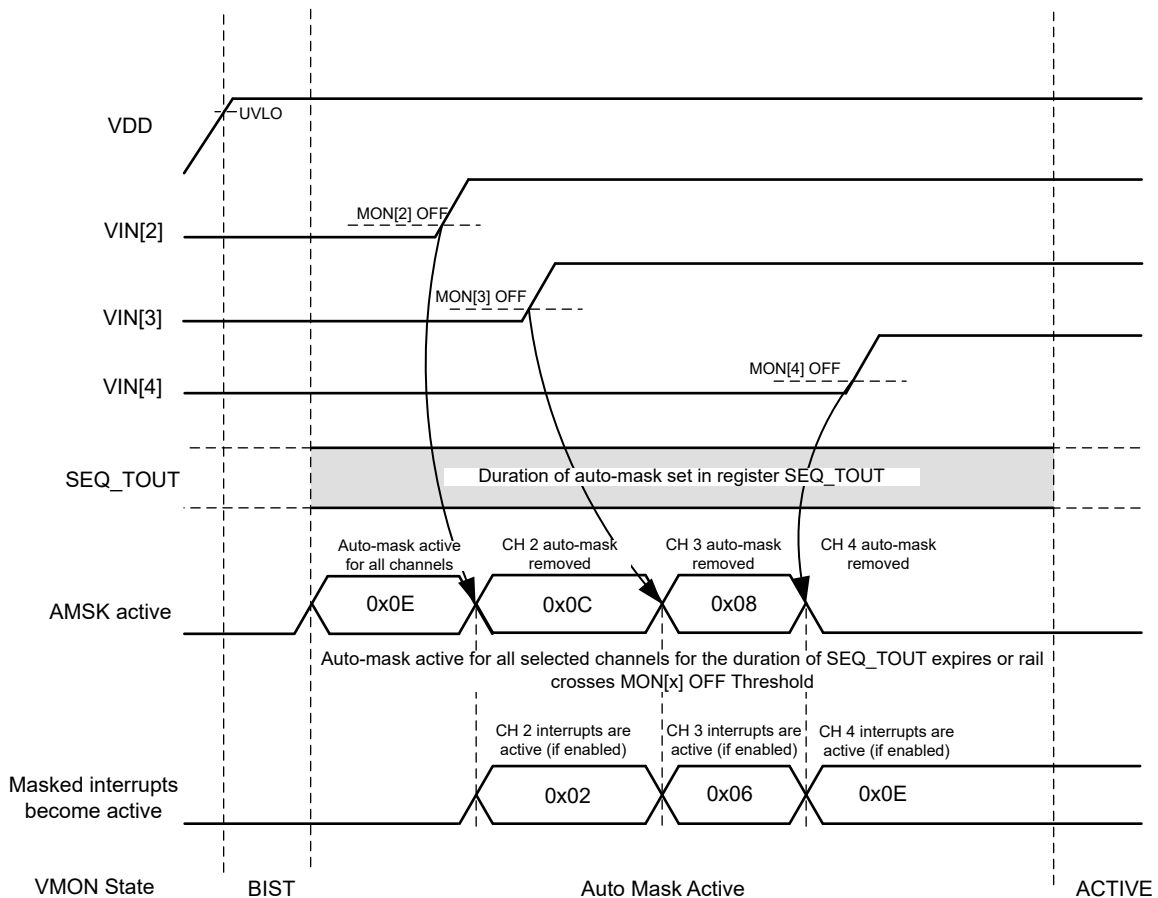 VDD
UVLO
MON[2] OFF
VIN[2]
MON[3] OFF
VIN[3]
MON[4] OFF
VIN[4]
SEQ_TOUT
Duration of auto-mask set in register SEQ_TOUT
Auto-mask active
for all channels
CH 2 auto-mask
removed
CH 3 auto-mask
removed
CH 4 auto-mask
removed
AMSK active
0x0E
0x0C
0x08
Auto-mask active for all selected channels for the duration of SEQ_TOUT expires or rail
crosses MON[x] OFF Threshold
CH 2 interrupts are
active (if enabled)
CH 3 interrupts are
active (if enabled)
CH 4 interrupts are
active (if enabled)
Masked interrupts
become active
0x02
0x06
0x0E
VMON State
BIST
Auto Mask Active
ACTIVE